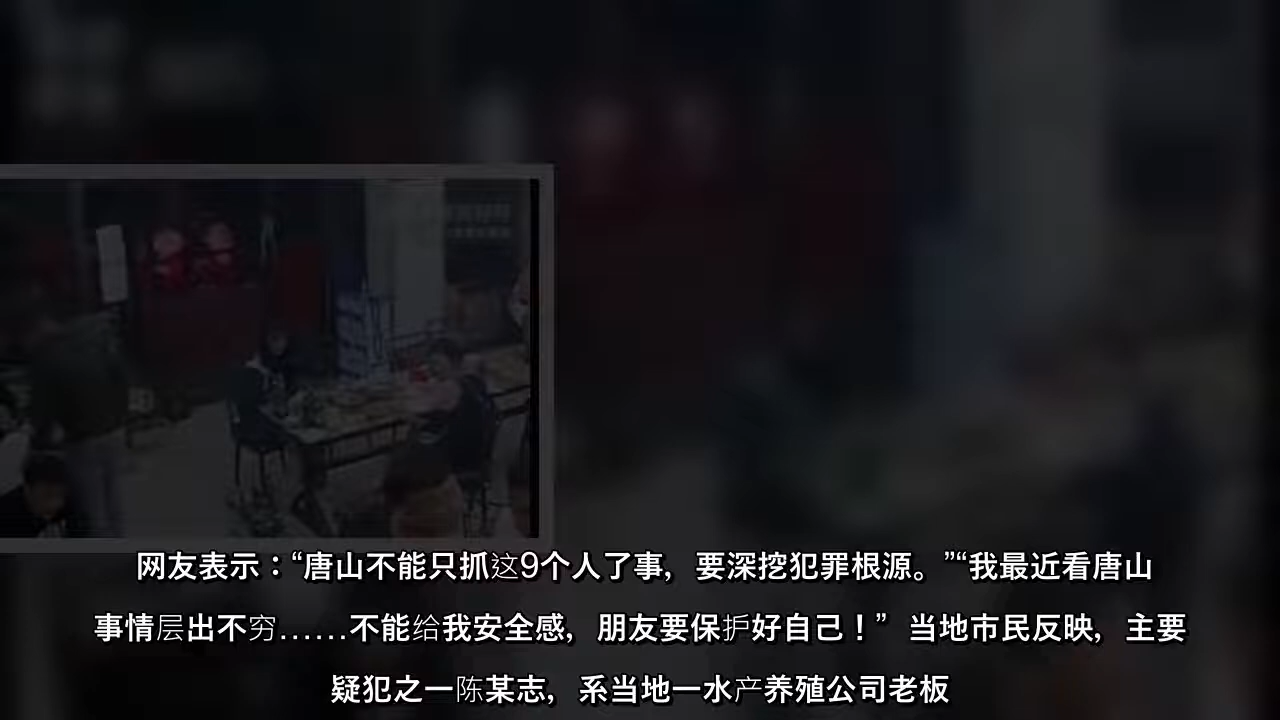 网友表示：“唐山不能只抓这9个人了事，要深挖犯罪根源。”“我最近看唐山
事情层出不穷……不能给我安全感，朋友要保护好自己！” 当地市民反映，主要
疑犯之一陈某志，系当地一水产养殖公司老板